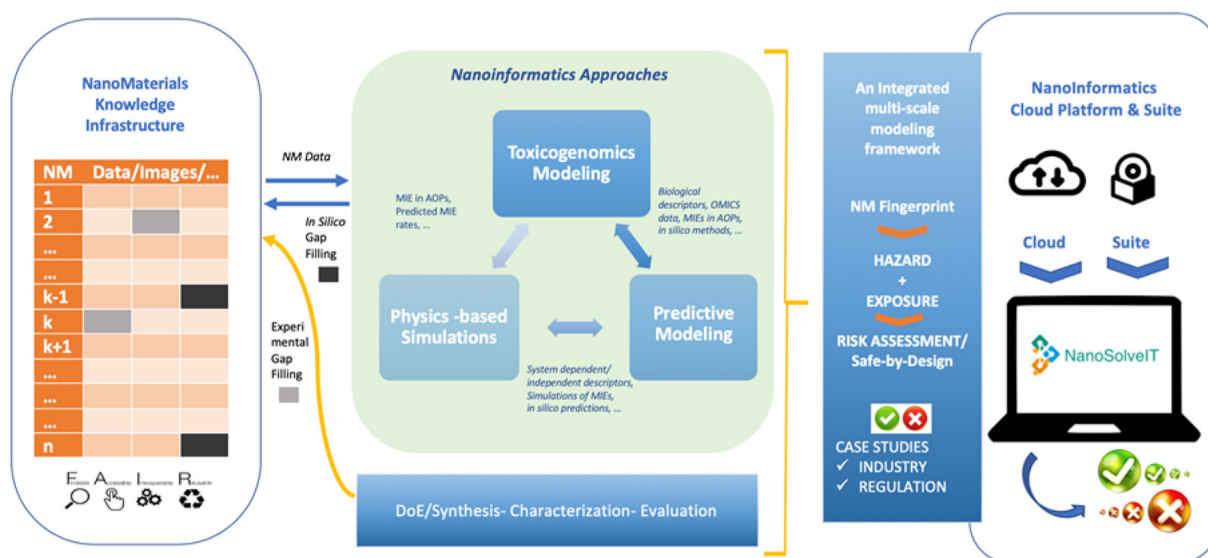 NanoMaterials
Knowledge
Infrastructure
NM Data/Images/...
1
2
...
...
k-1
k
k+1
...
...
...
n
Findable Accessible Interoperable Reusable
NM Data
In Silico
Gap
Filling
Experi
mental
Gap
Filling
Nanoinformatics Approaches
Toxicogenomics
Modeling
MIE in AOPs,
Predicted MIE
rates, ...
Biological
descriptors, OMICS
data, MIEs in AOPs,
in silico methods, ...
Physics -based
Simulations
Predictive
Modeling
System dependent/
independent descriptors,
Simulations of MIEs,
in silico predictions, ...
DoE/Synthesis- Characterization- Evaluation
An Integrated
multi-scale
modeling
framework
NM Fingerprint
HAZARD
+
EXPOSURE
RISK ASSESSMENT/
Safe-by-Design
CASE STUDIES
✓ INDUSTRY
✓ REGULATION
NanoInformatics
Cloud Platform & Suite
Cloud Suite
NanoSolveIT